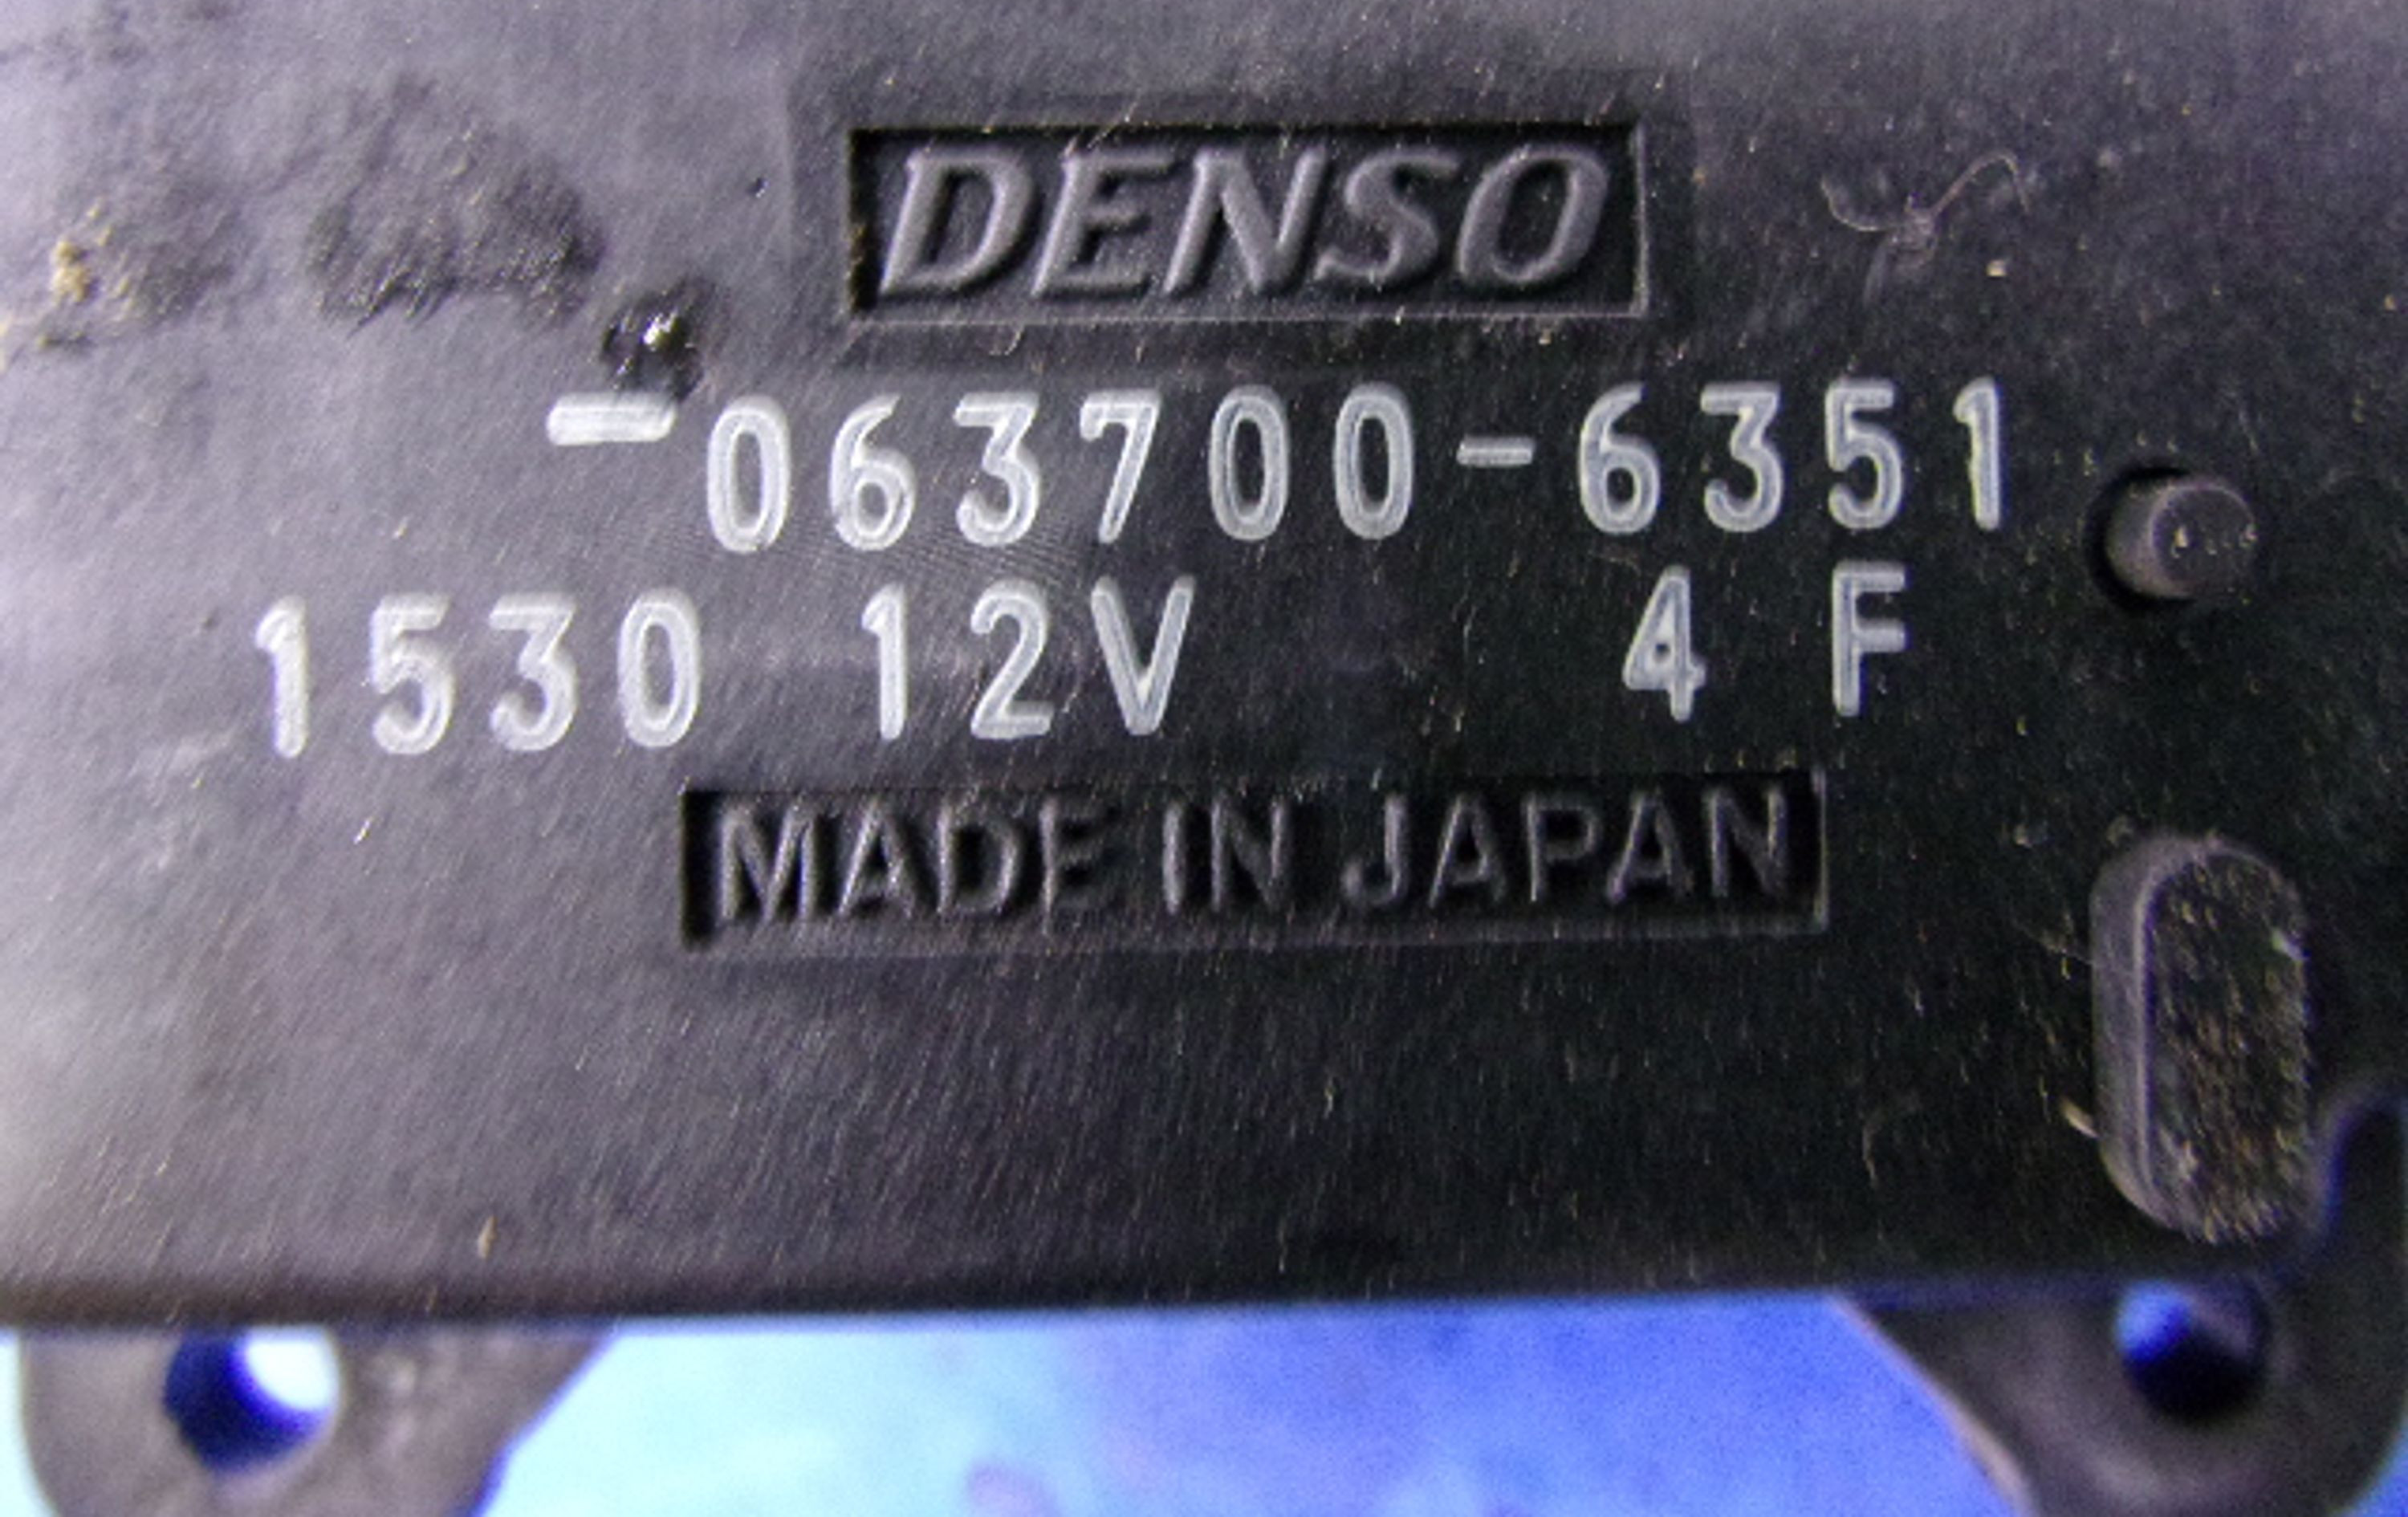 DENSO
-063700-6351
1530 12V 4 F
MADE IN JAPAN